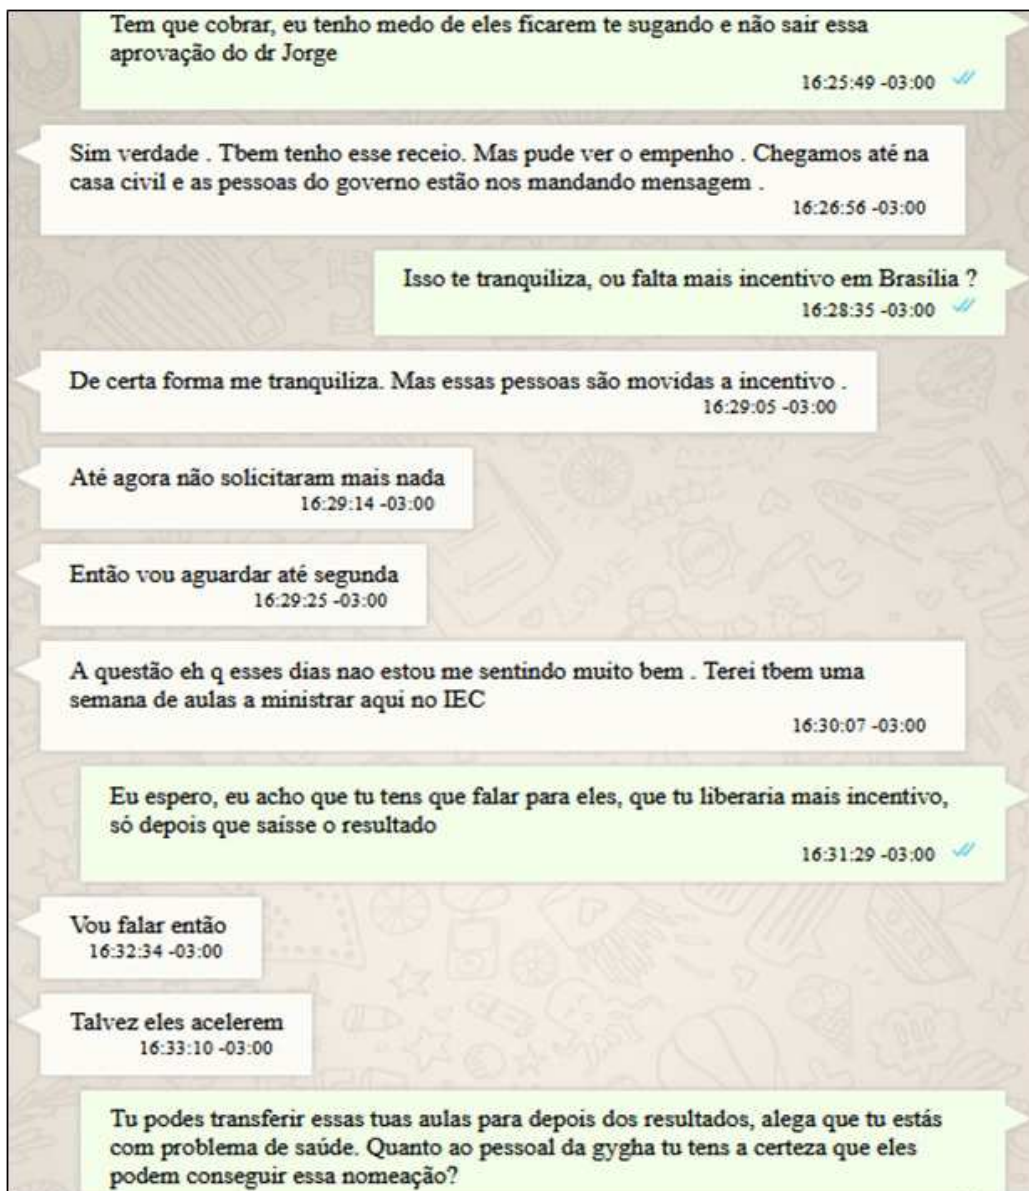 Tem que cobrar, eu tenho medo de eles ficarem te sugando e não sair essa
aprovação do dr Jorge
16:25:49 -03:00
Sim verdade . Tbem tenho esse receio. Mas pude ver o empenho . Chegamos até na
casa civil e as pessoas do governo estão nos mandando mensagem .
16:26:56 -03:00
Isso te tranquiliza, ou falta mais incentivo em Brasília ?
16:28:35 -03:00
De certa forma me tranquiliza. Mas essas pessoas são movidas a incentivo .
16:29:05 -03:00
Até agora não solicitaram mais nada
16:29:14 -03:00
Então vou aguardar até segunda
16:29:25 -03:00
A questão eh q esses dias nao estou me sentindo muito bem . Terei tbem uma
semana de aulas a ministrar aqui no IEC
16:30:07 -03:00
Eu espero, eu acho que tu tens que falar para eles, que tu liberaria mais incentivo,
só depois que saísse o resultado
16:31:29 -03:00
Vou falar então
16:32:34 -03:00
Talvez eles acelerem
16:33:10 -03:00
Tu podes transferir essas tuas aulas para depois dos resultados, alega que tu estás
com problema de saúde. Quanto ao pessoal da gygha tu tens a certeza que eles
podem conseguir essa nomeação?